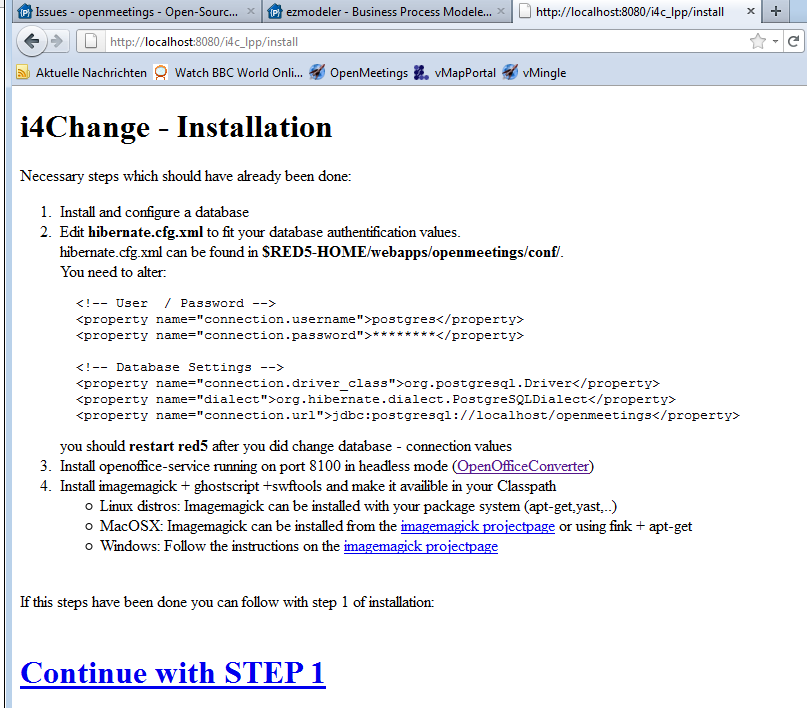 Issues - openmeetings - Open-Sourc...
ezmodeler - Business Process Modele...
http://localhost:8080/i4c_lpp/install
http://localhost:8080/i4c_lpp/install
Aktuelle Nachrichten
Watch BBC World Onli...
OpenMeetings
vMapPortal
vMingle
i4Change - Installation
Necessary steps which should have already been done:
1. Install and configure a database
2. Edit hibernate.cfg.xml to fit your database authentification values.
hibernate.cfg.xml can be found in $RED5-HOME/webapps/openmeetings/conf/.
You need to alter:
<!-- User  / Password -->
<property name="connection.username">postgres</property>
<property name="connection.password">********</property>
<!-- Database Settings -->
<property name="connection.driver_class">org.postgresql.Driver</property>
<property name="dialect">org.hibernate.dialect.PostgreSQLDialect</property>
<property name="connection.url">jdbc:postgresql://localhost/openmeetings</property>
you should restart red5 after you did change database - connection values
3. Install openoffice-service running on port 8100 in headless mode (OpenOfficeConverter)
4. Install imagemagick + ghostscript +swftools and make it availible in your Classpath
Linux distros: Imagemagick can be installed with your package system (apt-get,yast,..)
MacOSX: Imagemagick can be installed from the imagemagick projectpage or using fink + apt-get
Windows: Follow the instructions on the imagemagick projectpage
If this steps have been done you can follow with step 1 of installation:
Continue with STEP 1